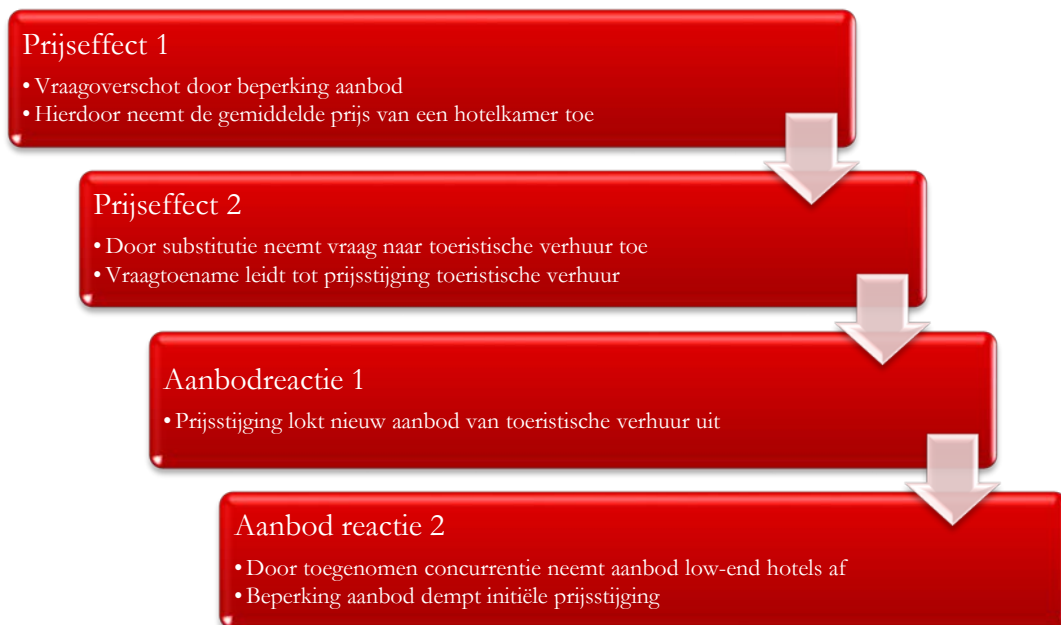 Prijseffect 1
• Vraagoverschot door beperking aanbod
• Hierdoor neemt de gemiddelde prijs van een hotelkamer toe
Prijseffect 2
• Door substitutie neemt vraag naar toeristische verhuur toe
• Vraagtoename leidt tot prijsstijging toeristische verhuur
Aanbodreactie 1
• Prijsstijging lokt nieuw aanbod van toeristische verhuur uit
Aanbod reactie 2
• Door toegenomen concurrentie neemt aanbod low-end hotels af
• Beperking aanbod dempt initiële prijsstijging